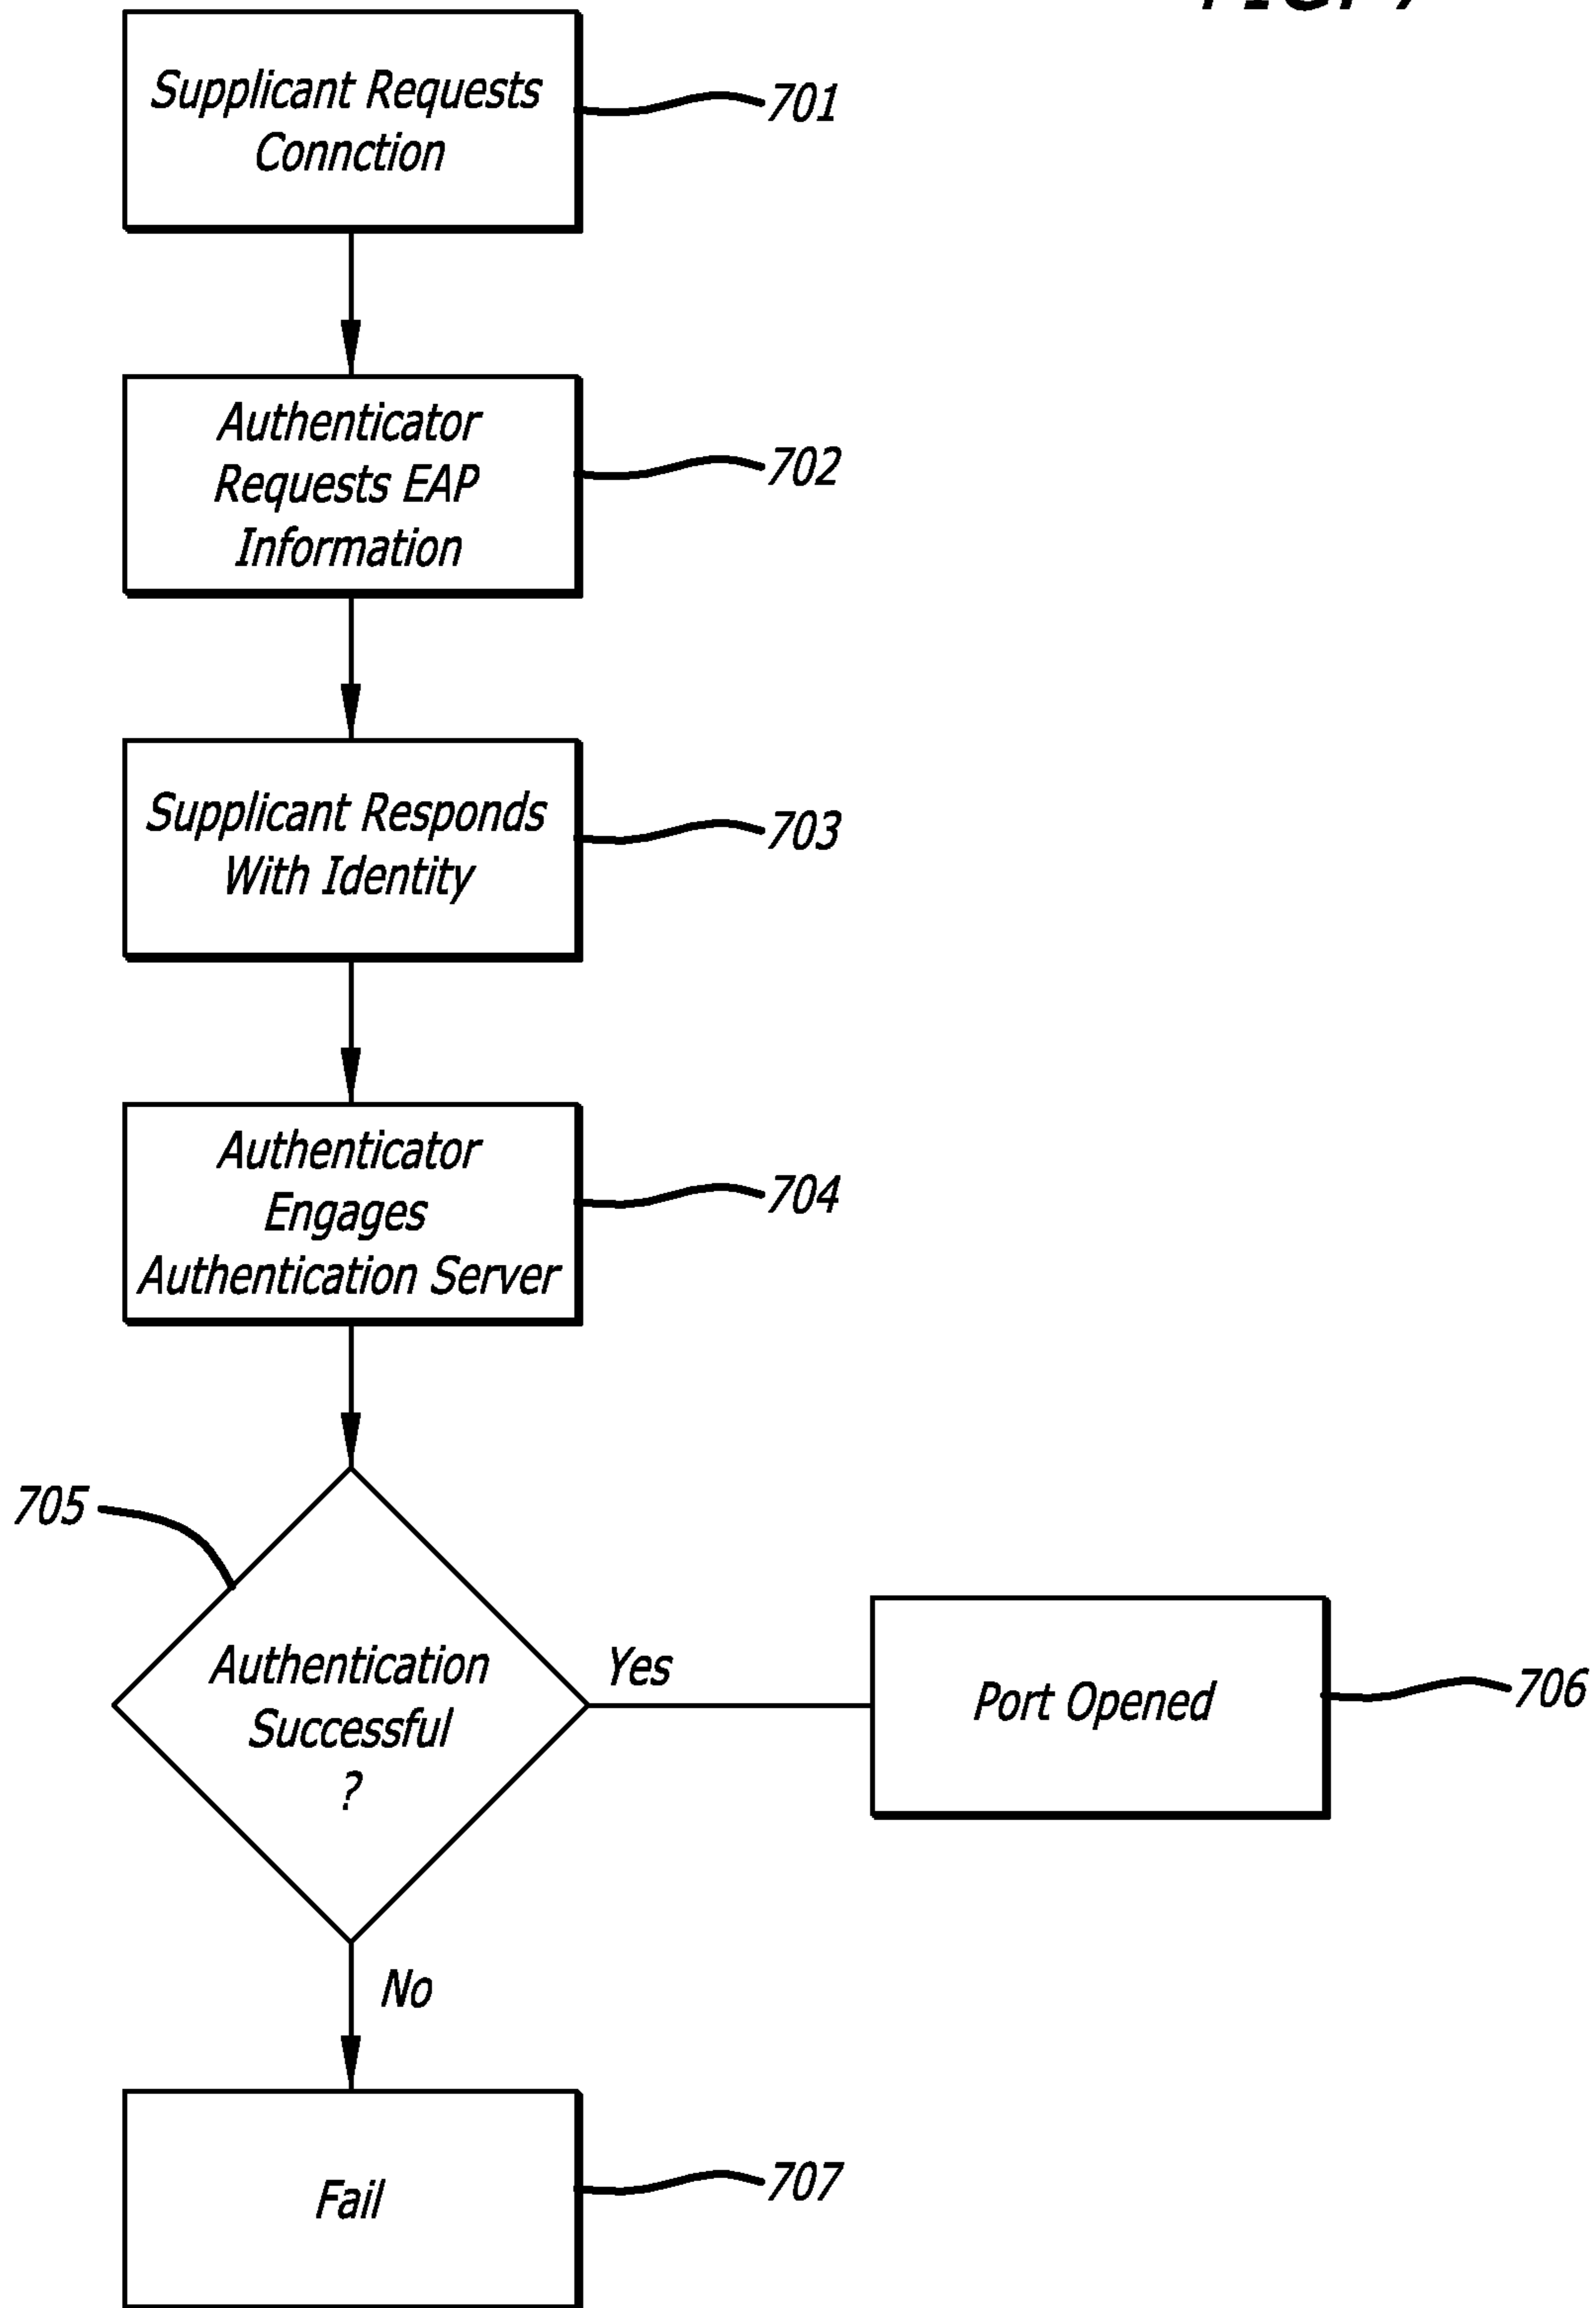 Supplicant Requests
Connction
701
Authenticator
Requests EAP
Information
702
Supplicant Responds
With Identity
703
Authenticator
Engages
Authentication Server
704
705
Authentication
Successful
?
Yes
Port Opened
706
No
Fail
707